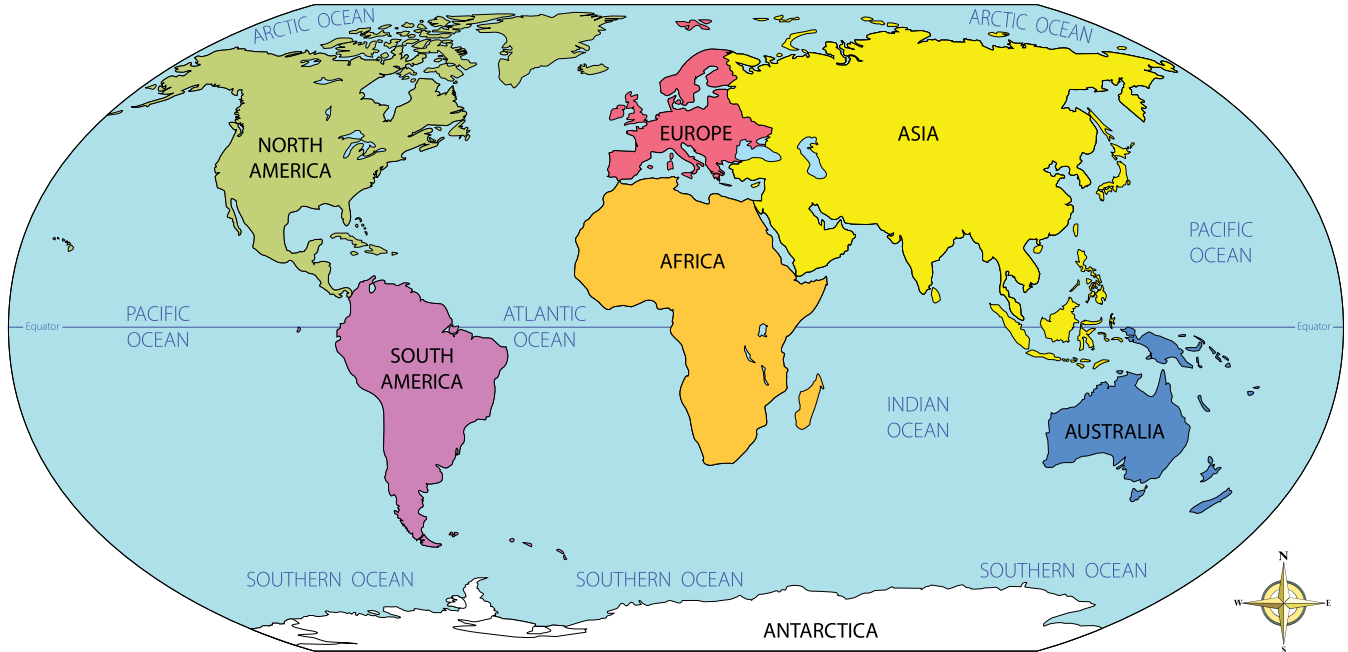 ARCTIC OCEAN
ARCTIC OCEAN
NORTH
AMERICA
EUROPE
ASIA
PACIFIC
OCEAN
AFRICA
PACIFIC
OCEAN
ATLANTIC
OCEAN
Equator
Equator
SOUTH
AMERICA
INDIAN
OCEAN
AUSTRALIA
SOUTHERN OCEAN
SOUTHERN OCEAN
SOUTHERN OCEAN
ANTARCTICA
N
W
E
S